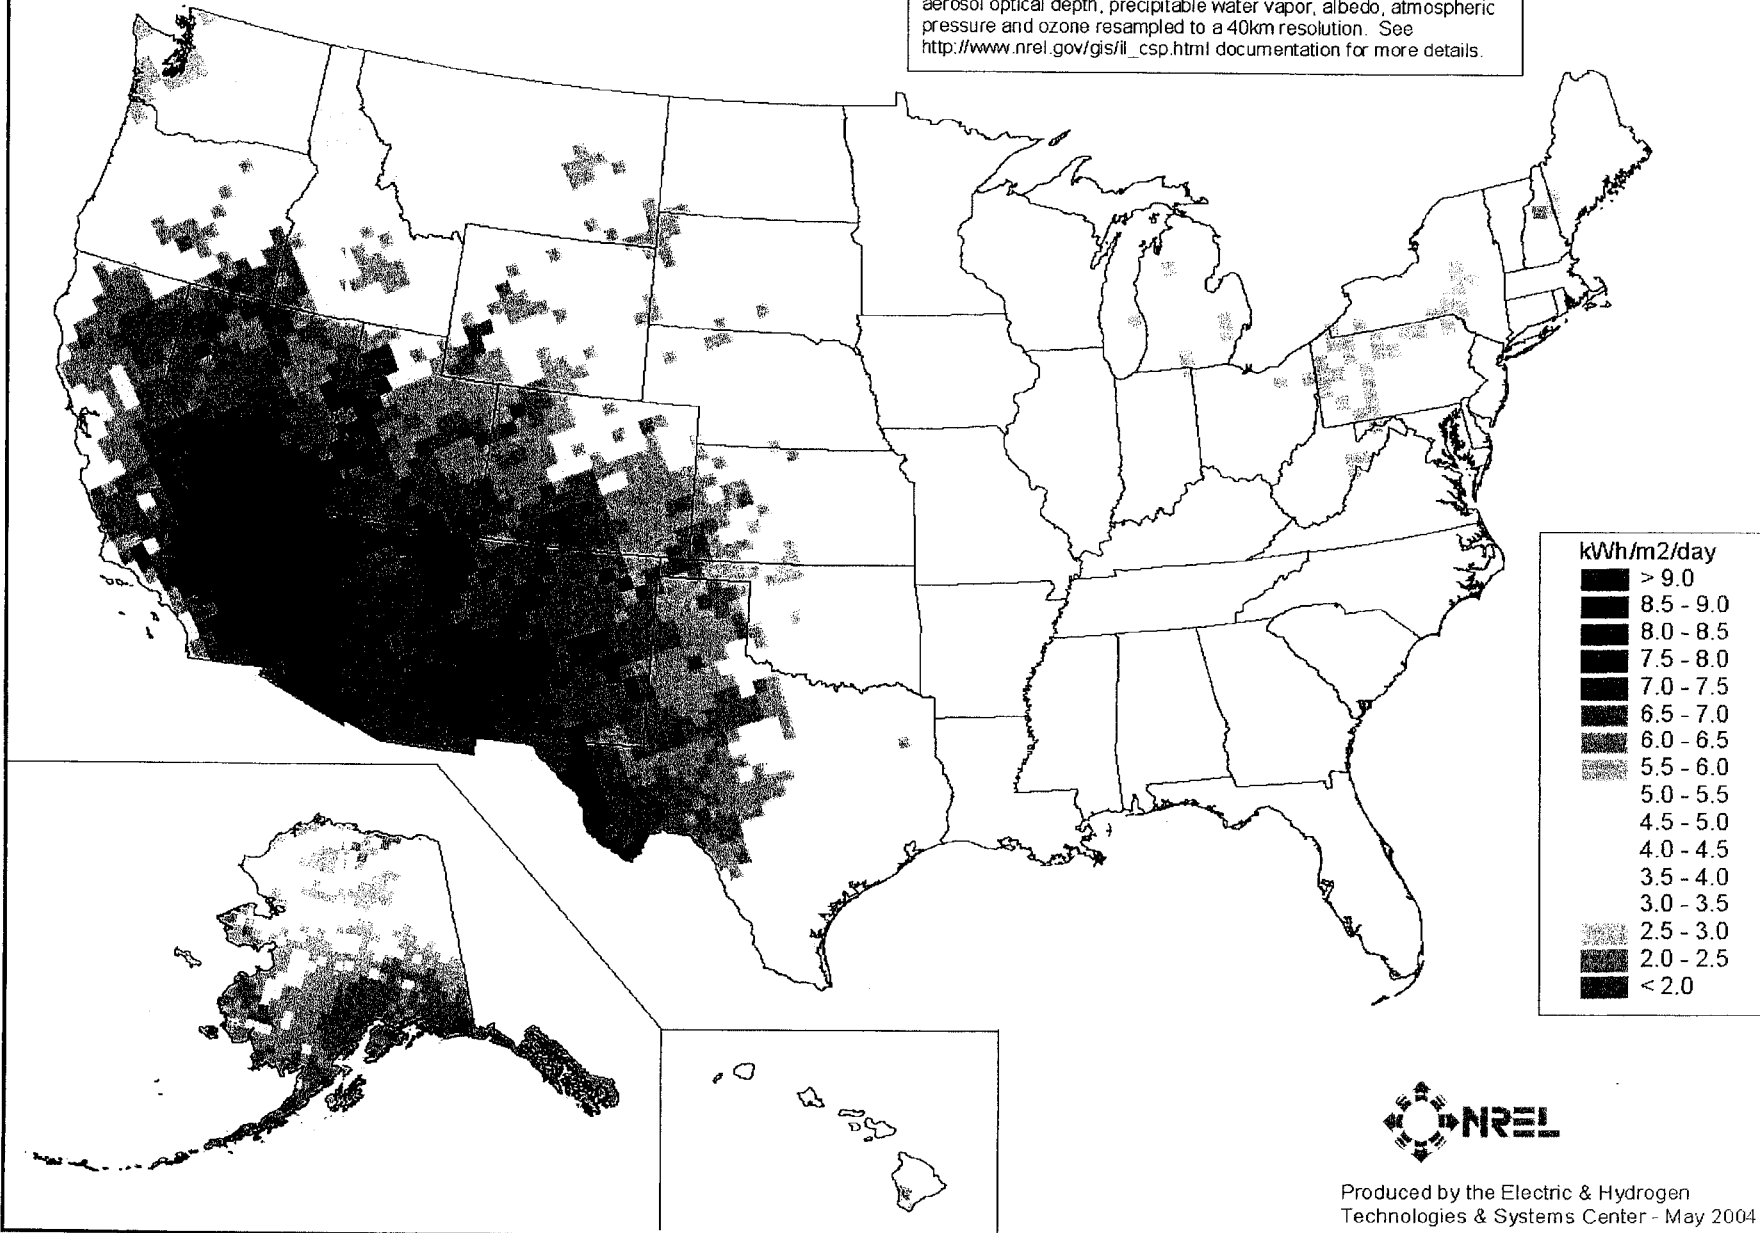 aerosol optical depth, precipitable water vapor, albedo, atmospheric
pressure and ozone resampled to a 40km resolution. See
http://www.nrel.gov/gis/il_csp.html documentation for more details.
kWh/m2/day
> 9.0
8.5 - 9.0
8.0 - 8.5
7.5 - 8.0
7.0 - 7.5
6.5 - 7.0
6.0 - 6.5
5.5 - 6.0
5.0 - 5.5
4.5 - 5.0
4.0 - 4.5
3.5 - 4.0
3.0 - 3.5
2.5 - 3.0
2.0 - 2.5
< 2.0
NREL
Produced by the Electric & Hydrogen
Technologies & Systems Center - May 2004